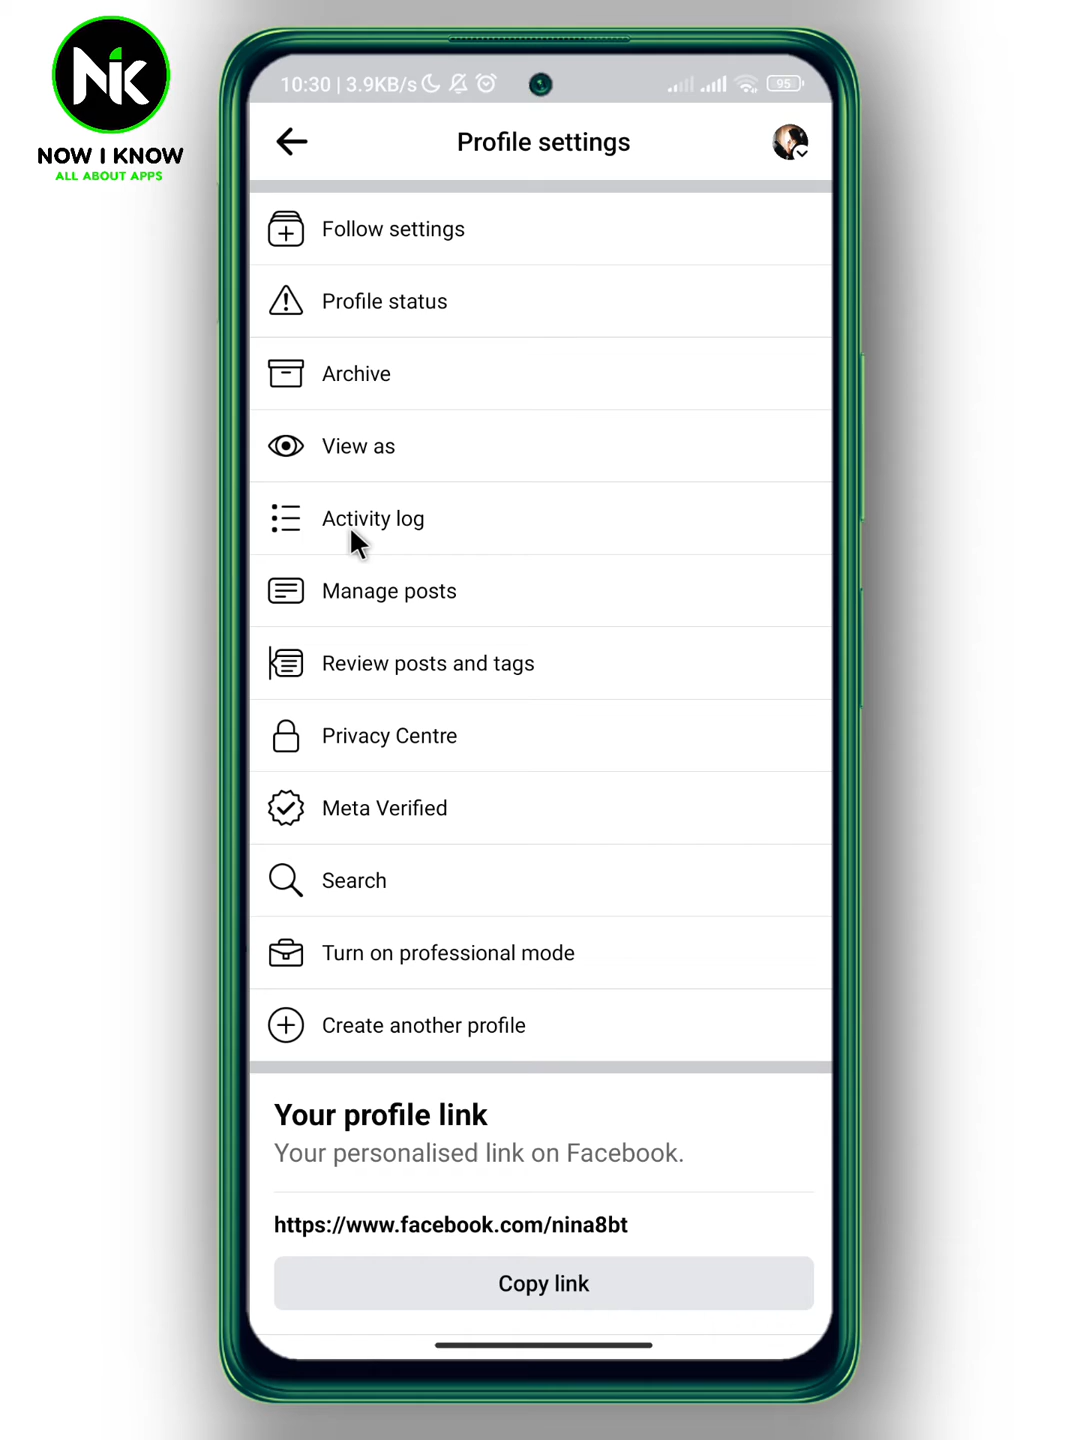 NiK
NOW I KNOW
ALL ABOUT APPS
10:30 | 3.9KB/s
95
Profile settings
Follow settings
Profile status
Archive
View as
Activity log
Manage posts
Review posts and tags
Privacy Centre
Meta Verified
Search
Turn on professional mode
Create another profile
Your profile link
Your personalised link on Facebook.
https://www.facebook.com/nina8bt
Copy link